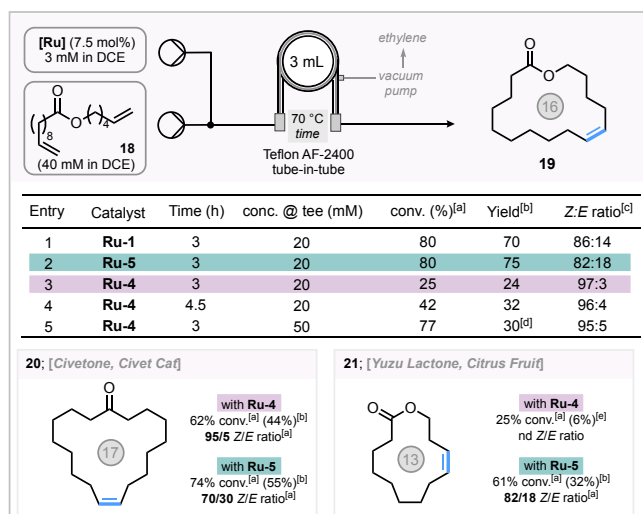 [Ru] (7.5 mol%)
3 mM in DCE
O
O
( )4
( )8
18
(40 mM in DCE)
3 mL
70 °C
time
Teflon AF-2400
tube-in-tube
ethylene
vacuum
pump
O
O
16
19
Entry Catalyst Time (h) conc. @ tee (mM) conv. (%)[a] Yield[b] Z:E ratio[c]
1 Ru-1 3 20 80 70 86:14
2 Ru-5 3 20 80 75 82:18
3 Ru-4 3 20 25 24 97:3
4 Ru-4 4.5 20 42 32 96:4
5 Ru-4 3 50 77 30[d] 95:5
20; [Civetone, Civet Cat]
O
17
with Ru-4
62% conv.[a] (44%)[b]
95/5 Z/E ratio[a]
with Ru-5
74% conv.[a] (55%)[b]
70/30 Z/E ratio[a]
21; [Yuzu Lactone, Citrus Fruit]
O
O
13
with Ru-4
25% conv.[a] (6%)[e]
nd Z/E ratio
with Ru-5
61% conv.[a] (32%)[b]
82/18 Z/E ratio[a]